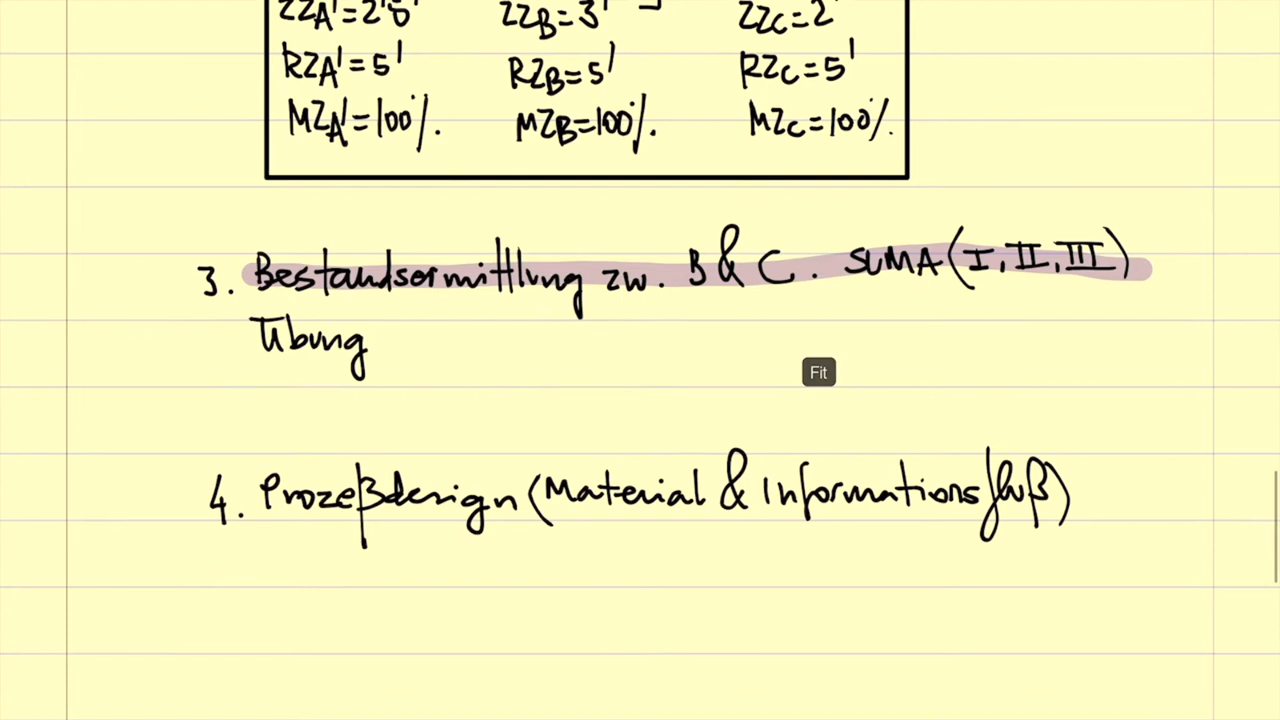 ZZA'=2'8' ZZB=3' ZZC=2'
RZA'=5' RZB=5' RZC=5'
MZA'=100%. MZB=100%. MZC=100%.
3. Bestandsermittlung zw. B & C. SUMA (I, II, III)
Übung
Fit
4. Prozeßdesign (Material & Informationsfluß)